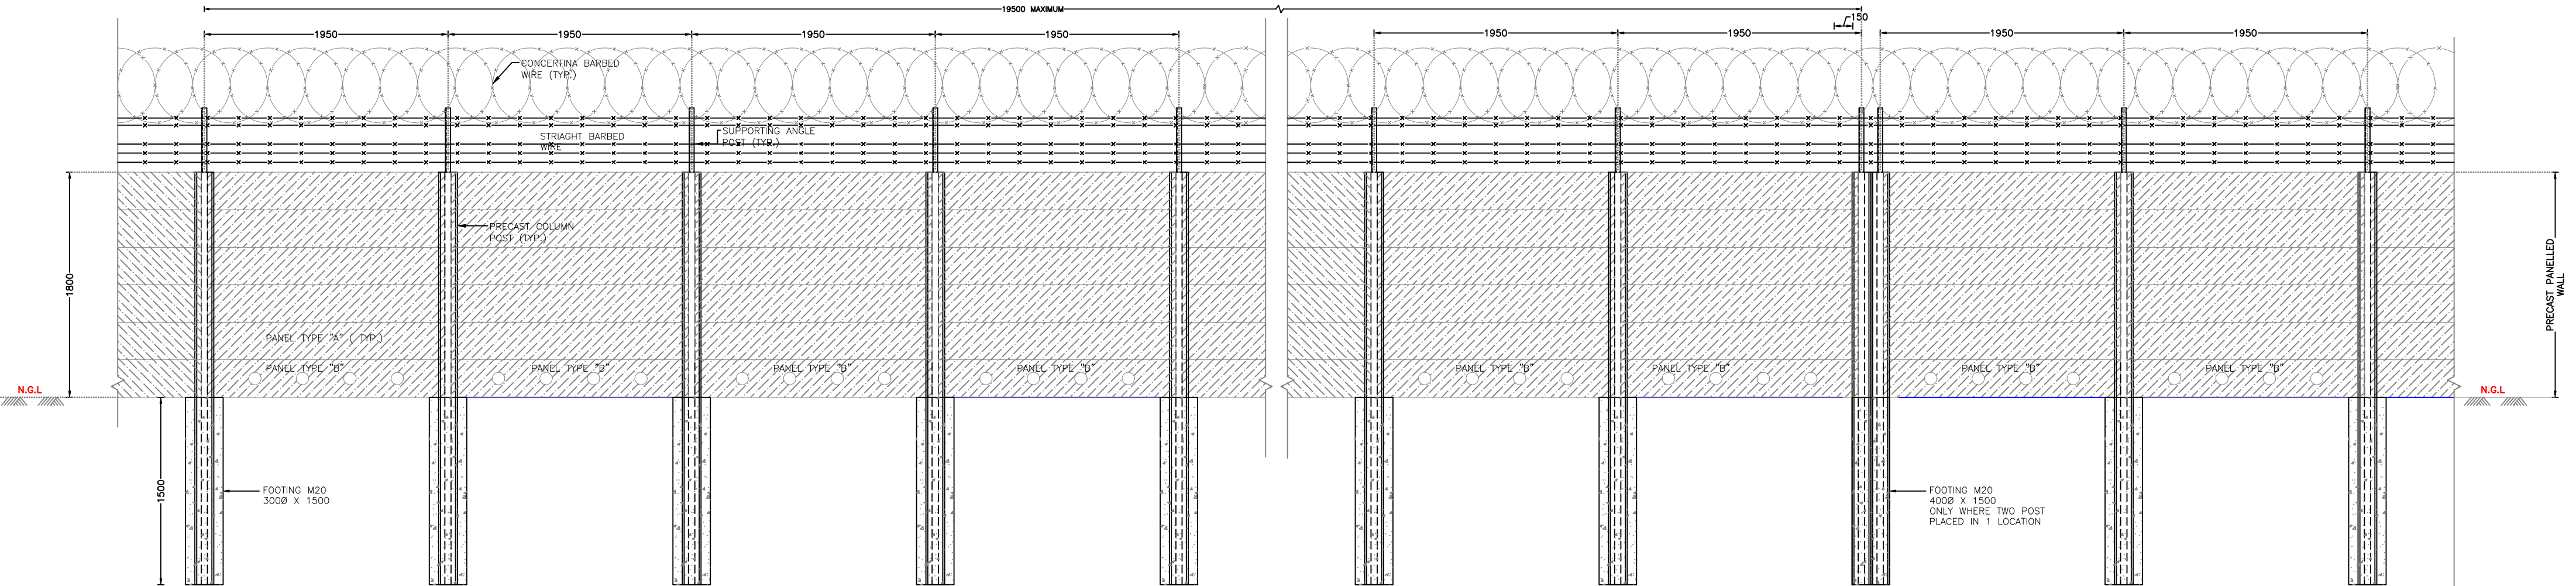 19500 MAXIMUM
150
1950
1950
1950
1950
1950
1950
1950
1950
CONCERTINA BARBED
WIRE (TYP.)
STRIAGHT BARBED
WIRE
SUPPORTING ANGLE
POST (TYP.)
PRECAST COLUMN
POST (TYP.)
1800
PRECAST PANELLED
WALL
PANEL TYPE "A" ( TYP.)
PANEL TYPE "B"
PANEL TYPE "B"
PANEL TYPE "B"
PANEL TYPE "B"
PANEL TYPE "B"
PANEL TYPE "B"
PANEL TYPE "B"
PANEL TYPE "B"
N.G.L
N.G.L
1500
FOOTING M20
300Ø X 1500
FOOTING M20
400Ø X 1500
ONLY WHERE TWO POST
PLACED IN 1 LOCATION